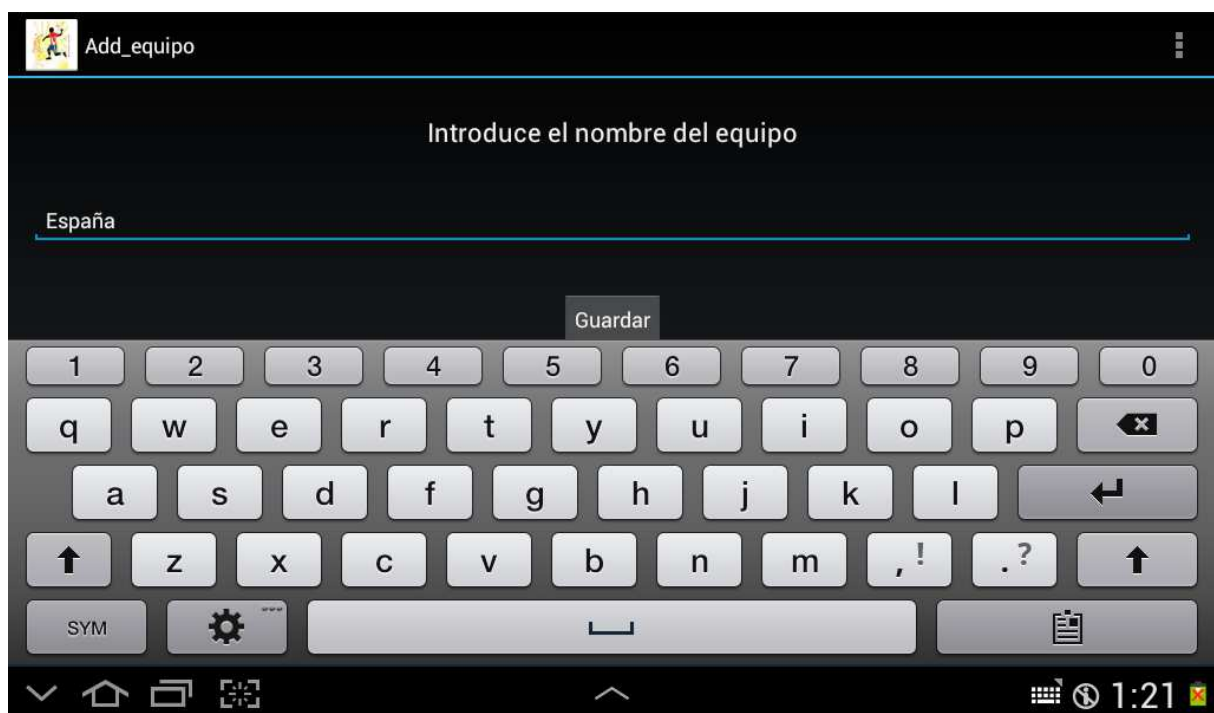 Add_equipo
Introduce el nombre del equipo
España
Guardar
1 2 3 4 5 6 7 8 9 0
q w e r t y u i o p
a s d f g h j k l
z x c v b n m , ! . ?
SYM
1:21